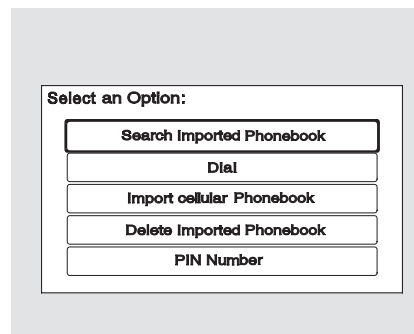 Select an Option:
Search Imported Phonebook
Dial
Import cellular Phonebook
Delete Imported Phonebook
PIN Number